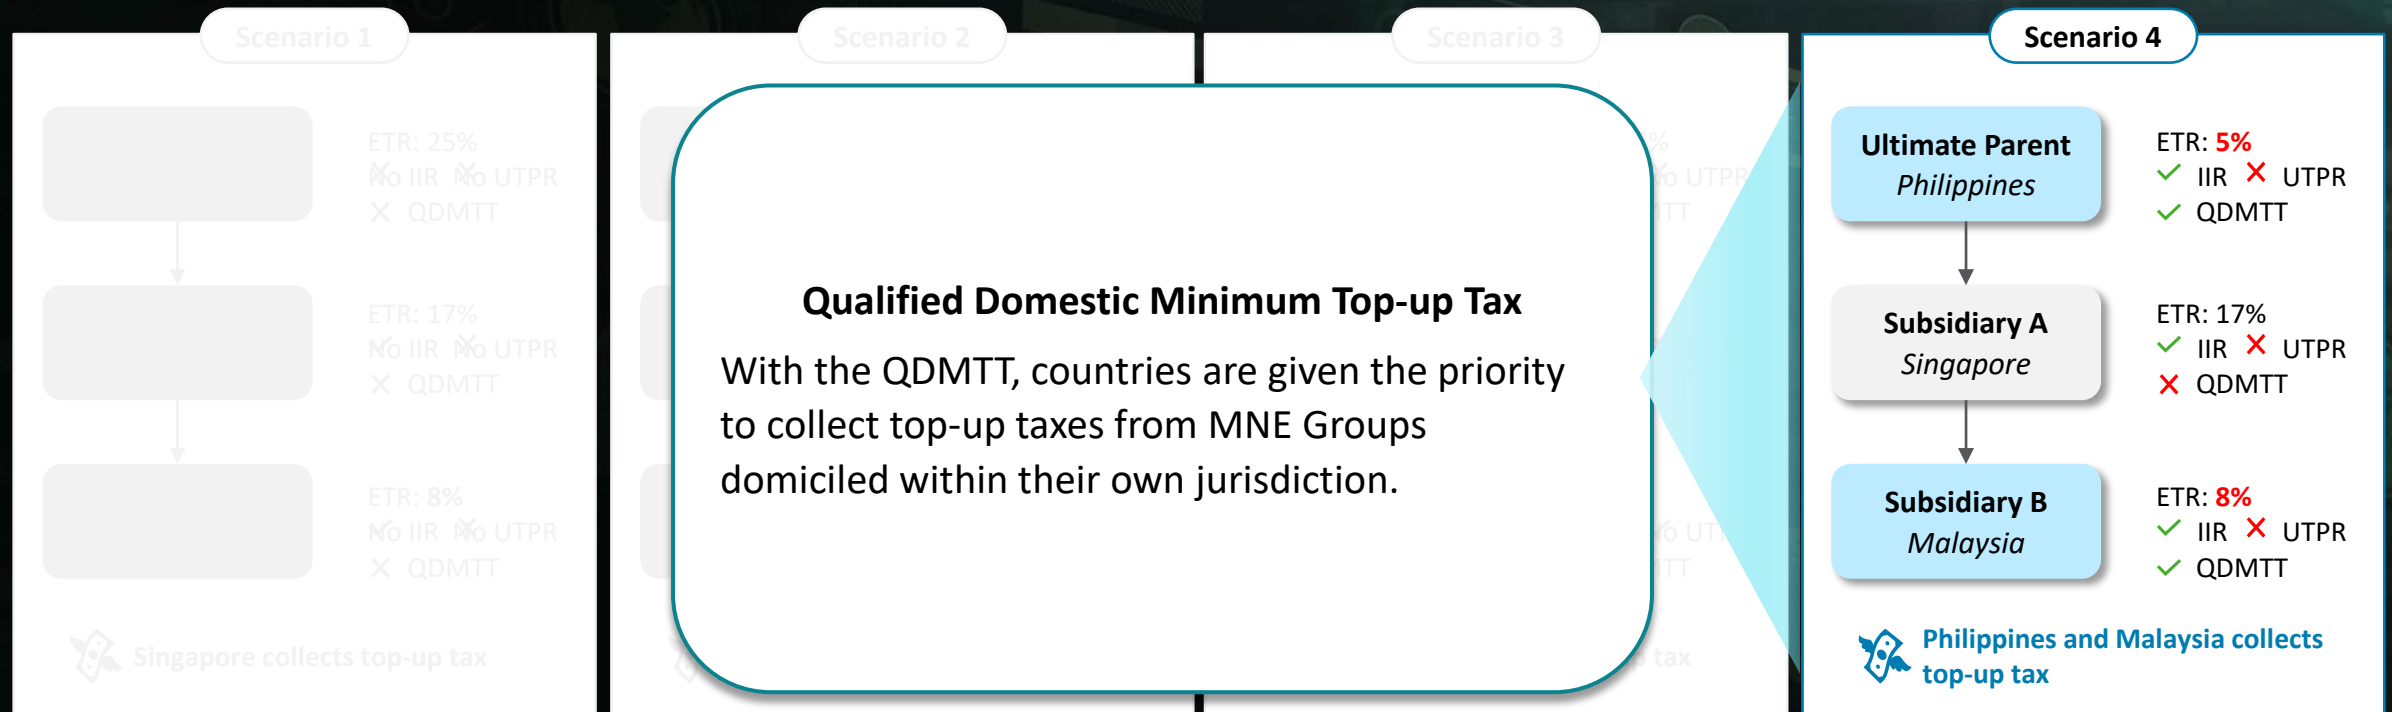 Scenario 1
ETR: 25%
No IIR No UTPR
QDMTT
ETR: 17%
No IIR No UTPR
QDMTT
ETR: 8%
No IIR No UTPR
QDMTT
Singapore collects top-up tax
Scenario 2
Scenario 3
%
UTPR
tax
Qualified Domestic Minimum Top-up Tax
With the QDMTT, countries are given the priority
to collect top-up taxes from MNE Groups
domiciled within their own jurisdiction.
Scenario 4
Ultimate Parent
Philippines
ETR: 5%
✓ IIR ✗ UTPR
✓ QDMTT
Subsidiary A
Singapore
ETR: 17%
✓ IIR ✗ UTPR
✗ QDMTT
Subsidiary B
Malaysia
ETR: 8%
✓ IIR ✗ UTPR
✓ QDMTT
Philippines and Malaysia collects
top-up tax